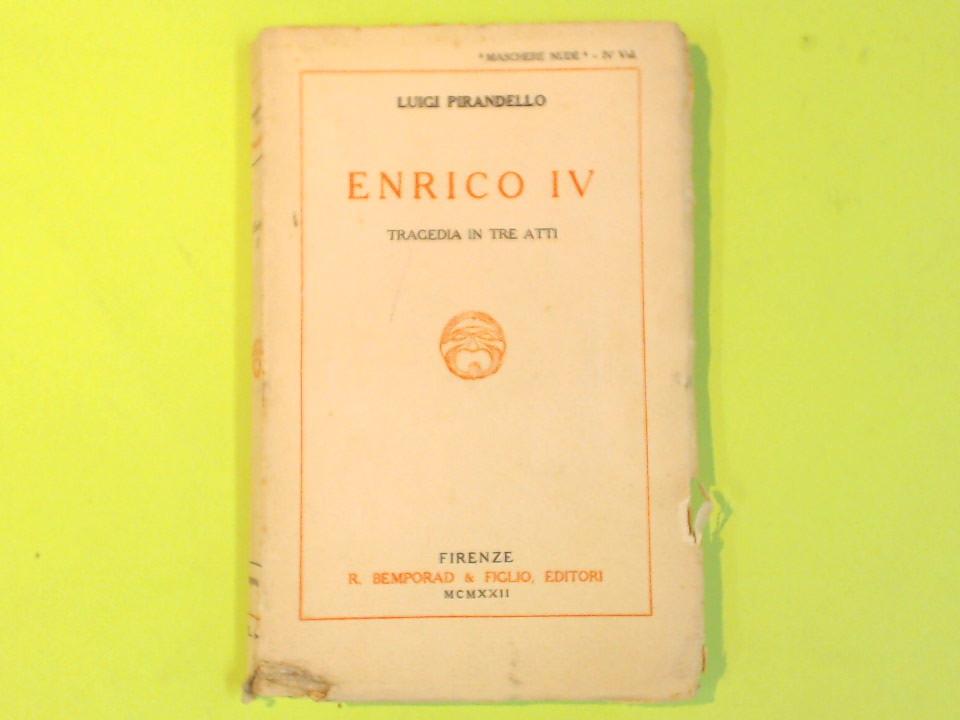 "MASCHERE NUDE" - IV Vol.
LUIGI PIRANDELLO
ENRICO IV
TRAGEDIA IN TRE ATTI
FIRENZE
R. BEMPORAD & FIGLIO, EDITORI
MCMXXII